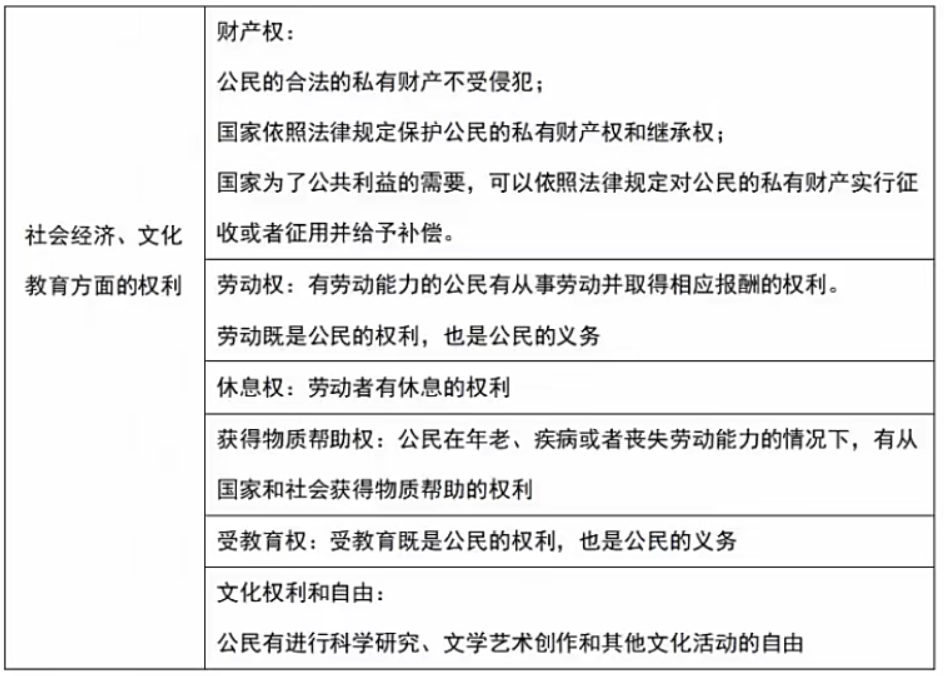 社会经济、文化
教育方面的权利
财产权：
公民的合法的私有财产不受侵犯；
国家依照法律规定保护公民的私有财产权和继承权；
国家为了公共利益的需要，可以依照法律规定对公民的私有财产实行征
收或者征用并给予补偿。
劳动权：有劳动能力的公民有从事劳动并取得相应报酬的权利。
劳动既是公民的权利，也是公民的义务
休息权：劳动者有休息的权利
获得物质帮助权：公民在年老、疾病或者丧失劳动能力的情况下，有从
国家和社会获得物质帮助的权利
受教育权：受教育既是公民的权利，也是公民的义务
文化权利和自由：
公民有进行科学研究、文学艺术创作和其他文化活动的自由